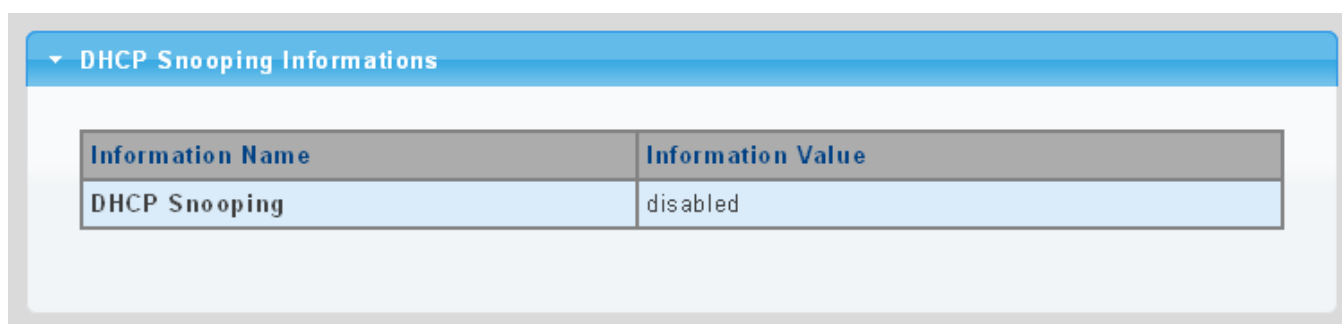 DHCP Snooping Informations
Information Name Information Value
DHCP Snooping disabled